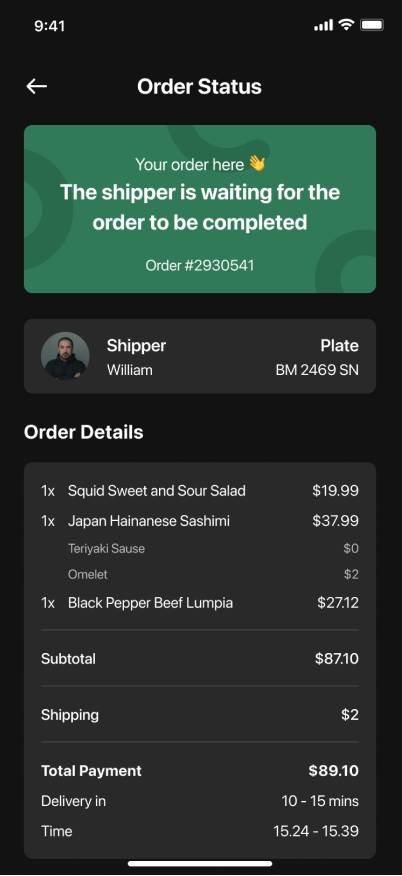 9:41
Order Status
Your order here 👋
The shipper is waiting for the
order to be completed
Order #2930541
Shipper Plate
William BM 2469 SN
Order Details
1x Squid Sweet and Sour Salad $19.99
1x Japan Hainanese Sashimi $37.99
Teriyaki Sause $0
Omelet $2
1x Black Pepper Beef Lumpia $27.12
Subtotal $87.10
Shipping $2
Total Payment $89.10
Delivery in 10 - 15 mins
Time 15.24 - 15.39